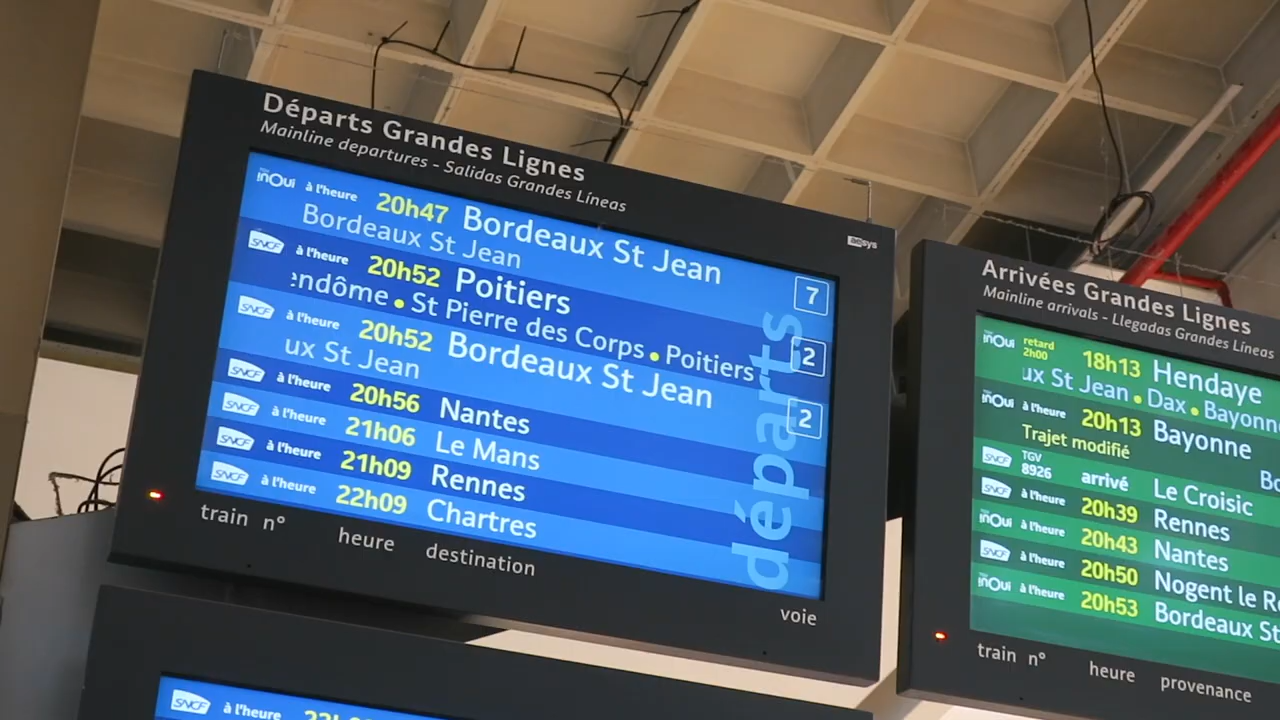 Départs Grandes Lignes
Mainline departures - Salidas Grandes Líneas
aesys
inOui à l'heure 20h47 Bordeaux St Jean 7
Bordeaux St Jean
SNCF à l'heure 20h52 Poitiers 2
ndôme • St Pierre des Corps • Poitiers
SNCF à l'heure 20h52 Bordeaux St Jean 2
ux St Jean
SNCF à l'heure 20h56 Nantes
SNCF à l'heure 21h06 Le Mans
SNCF à l'heure 21h09 Rennes
SNCF à l'heure 22h09 Chartres
départs
train n° heure destination voie
SNCF à l'heure
Arrivées Grandes Lignes
Mainline arrivals - Llegadas Grandes Líneas
inOui retard 2h00 18h13 Hendaye
ux St Jean • Dax • Bayonne
inOui à l'heure 20h13 Bayonne
Trajet modifié Bo
SNCF TGV 8926 arrivé Le Croisic
SNCF à l'heure 20h39 Rennes
inOui à l'heure 20h43 Nantes
SNCF à l'heure 20h50 Nogent le R
inOui à l'heure 20h53 Bordeaux St
train n° heure provenance